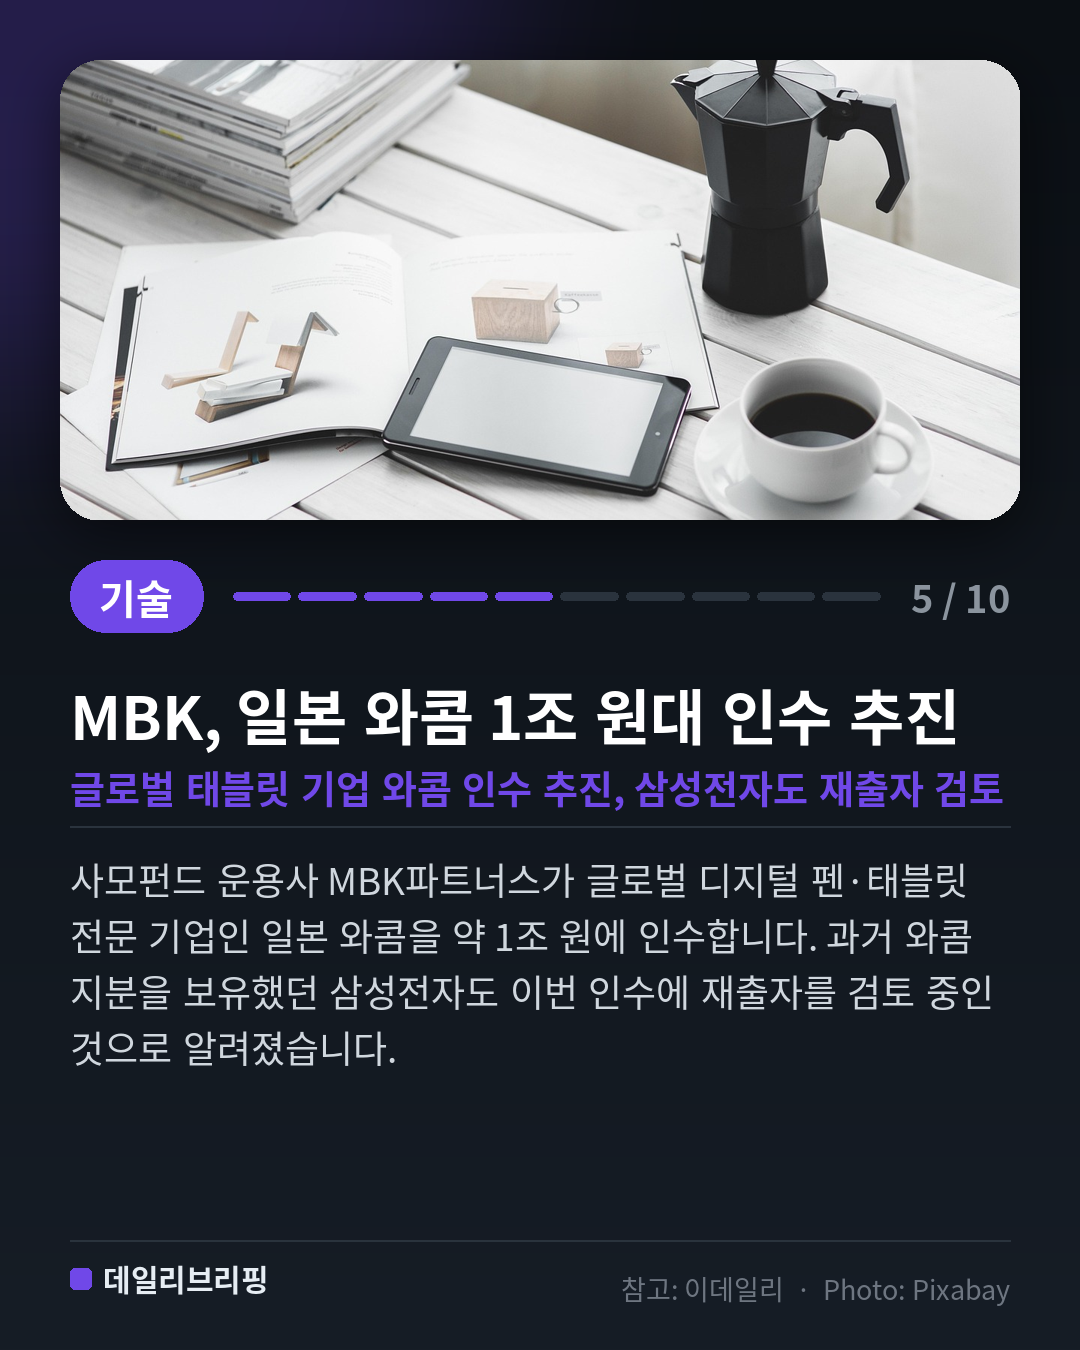 기술
5 / 10
MBK, 일본 와콤 1조 원대 인수 추진
글로벌 태블릿 기업 와콤 인수 추진, 삼성전자도 재출자 검토
사모펀드 운용사 MBK파트너스가 글로벌 디지털 펜·태블릿
전문 기업인 일본 와콤을 약 1조 원에 인수합니다. 과거 와콤
지분을 보유했던 삼성전자도 이번 인수에 재출자를 검토 중인
것으로 알려졌습니다.
데일리브리핑
참고: 이데일리 · Photo: Pixabay